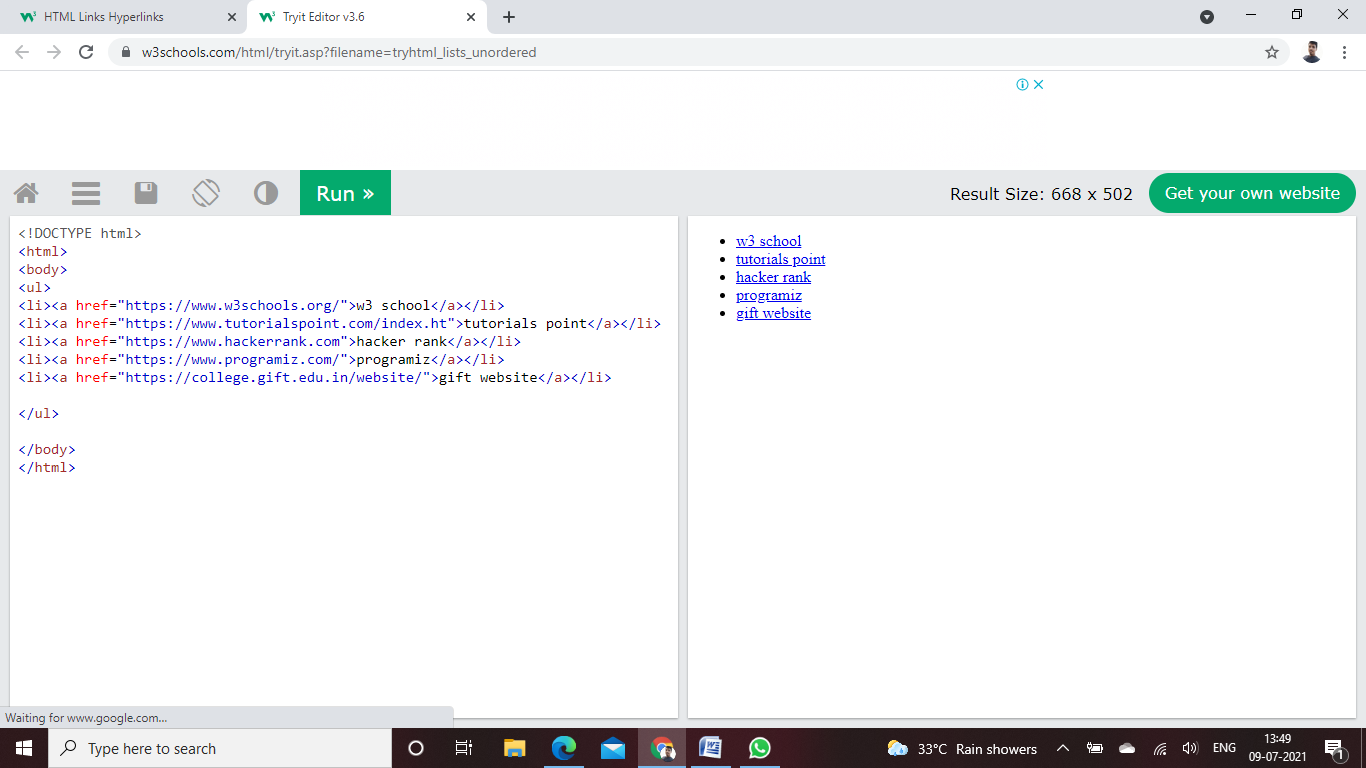 HTML Links Hyperlinks
Tryit Editor v3.6
w3schools.com/html/tryit.asp?filename=tryhtml_lists_unordered
Run »
Result Size: 668 x 502
Get your own website
<!DOCTYPE html>
<html>
<body>
<ul>
<li><a href="https://www.w3schools.org/">w3 school</a></li>
<li><a href="https://www.tutorialspoint.com/index.ht">tutorials point</a></li>
<li><a href="https://www.hackerrank.com">hacker rank</a></li>
<li><a href="https://www.programiz.com/">programiz</a></li>
<li><a href="https://college.gift.edu.in/website/">gift website</a></li>
</ul>
</body>
</html>
w3 school
tutorials point
hacker rank
programiz
gift website
Waiting for www.google.com...
Type here to search
33°C Rain showers
ENG
13:49
09-07-2021
1